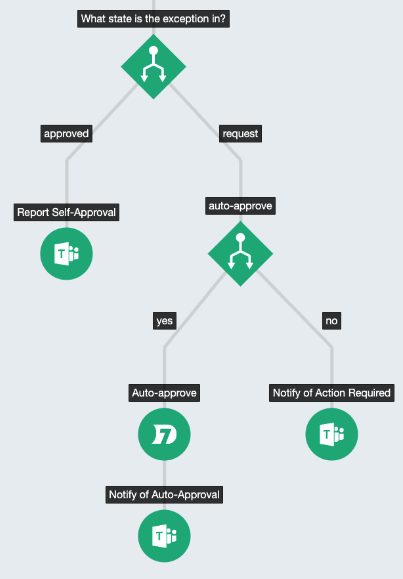 What state is the exception in?
approved
request
Report Self-Approval
auto-approve
yes
no
Auto-approve
Notify of Action Required
Notify of Auto-Approval